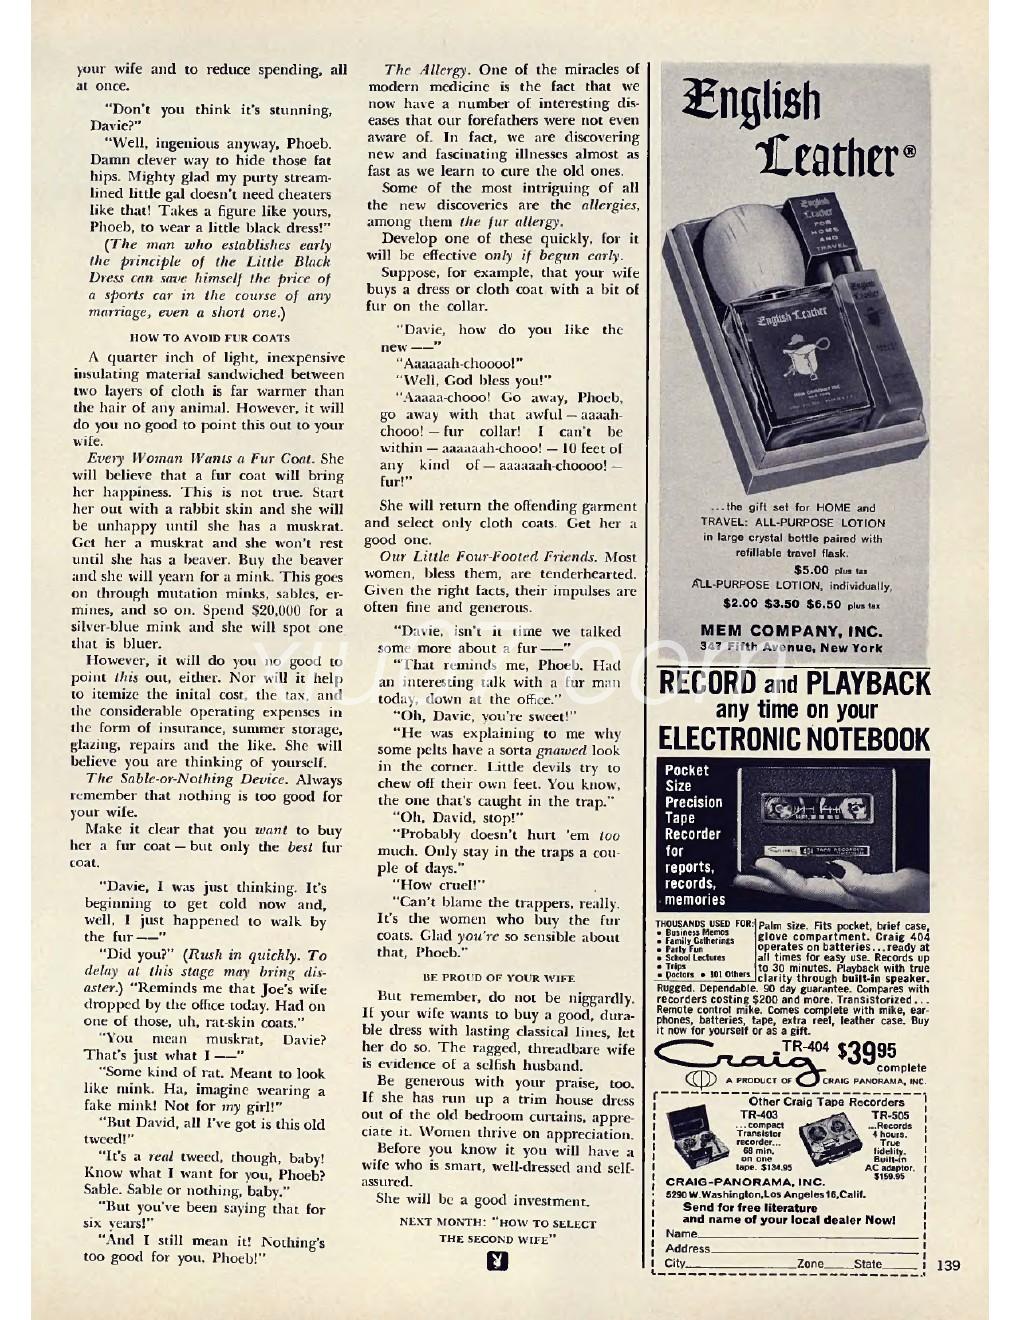 your wife and to reduce spending, all
at once.
"Don't you think it's stunning,
Davie?"
"Well, ingenious anyway, Phoeb.
Damn clever way to hide those fat
hips. Mighty glad my purty stream-
lined little gal doesn't need cheaters
like that! Takes a figure like yours,
Phoeb, to wear a little black dress!"
(The man who establishes early
the principle of the Little Black
Dress can save himself the price of
a sports car in the course of any
marriage, even a short one.)
HOW TO AVOID FUR COATS
A quarter inch of light, inexpensive
insulating material sandwiched between
two layers of cloth is far warmer than
the hair of any animal. However, it will
do you no good to point this out to your
wife.
Every Woman Wants a Fur Coat. She
will believe that a fur coat will bring
her happiness. This is not true. Start
her out with a rabbit skin and she will
be unhappy until she has a muskrat.
Get her a muskrat and she won't rest
until she has a beaver. Buy the beaver
and she will yearn for a mink. This goes
on through mutation minks, sables, er-
mines, and so on. Spend $20,000 for a
silver-blue mink and she will spot one
that is bluer.
However, it will do you no good to
point this out, either. Nor will it help
to itemize the inital cost, the tax, and
the considerable operating expenses in
the form of insurance, summer storage,
glazing, repairs and the like. She will
believe you are thinking of yourself.
The Sable-or-Nothing Device. Always
remember that nothing is too good for
your wife.
Make it clear that you want to buy
her a fur coat — but only the best fur
coat.
"Davie, I was just thinking. It's
beginning to get cold now and,
well, I just happened to walk by
the fur ——"
"Did you?" (Rush in quickly. To
delay at this stage may bring dis-
aster.) "Reminds me that Joe's wife
dropped by the office today. Had on
one of those, uh, rat-skin coats."
"You mean muskrat, Davie?
That's just what I ——"
"Some kind of rat. Meant to look
like mink. Ha, imagine wearing a
fake mink! Not for my girl!"
"But David, all I've got is this old
tweed!"
"It's a real tweed, though, baby!
Know what I want for you, Phoeb?
Sable. Sable or nothing, baby."
"But you've been saying that for
six years!"
"And I still mean it! Nothing's
too good for you, Phoeb!"
The Allergy. One of the miracles of
modern medicine is the fact that we
now have a number of interesting dis-
eases that our forefathers were not even
aware of. In fact, we are discovering
new and fascinating illnesses almost as
fast as we learn to cure the old ones.
Some of the most intriguing of all
the new discoveries are the allergies,
among them the fur allergy.
Develop one of these quickly, for it
will be effective only if begun early.
Suppose, for example, that your wife
buys a dress or cloth coat with a bit of
fur on the collar.
"Davie, how do you like the
new ——"
"Aaaaaah-choooo!"
"Well, God bless you!"
"Aaaaa-chooo! Go away, Phoeb,
go away with that awful — aaaah-
chooo! — fur collar! I can't be
within — aaaaaah-chooo! — 10 feet of
any kind of — aaaaaah-choooo! —
fur!"
She will return the offending garment
and select only cloth coats. Get her a
good one.
Our Little Four-Footed Friends. Most
women, bless them, are tenderhearted.
Given the right facts, their impulses are
often fine and generous.
"Davie, isn't it time we talked
some more about a fur ——"
"That reminds me, Phoeb. Had
an interesting talk with a fur man
today, down at the office."
"Oh, Davie, you're sweet!"
"He was explaining to me why
some pelts have a sorta gnawed look
in the corner. Little devils try to
chew off their own feet. You know,
the one that's caught in the trap."
"Oh, David, stop!"
"Probably doesn't hurt 'em too
much. Only stay in the traps a cou-
ple of days."
"How cruel!"
"Can't blame the trappers, really.
It's the women who buy the fur
coats. Glad you're so sensible about
that, Phoeb."
BE PROUD OF YOUR WIFE
But remember, do not be niggardly.
If your wife wants to buy a good, dura-
ble dress with lasting classical lines, let
her do so. The ragged, threadbare wife
is evidence of a selfish husband.
Be generous with your praise, too.
If she has run up a trim house dress
out of the old bedroom curtains, appre-
ciate it. Women thrive on appreciation.
Before you know it you will have a
wife who is smart, well-dressed and self-
assured.
She will be a good investment.
NEXT MONTH: "HOW TO SELECT
THE SECOND WIFE"
English
Leather®
English
Leather
FOR
HOME
AND
TRAVEL
English
Leather
English Leather
...the gift set for HOME and
TRAVEL: ALL-PURPOSE LOTION
in large crystal bottle paired with
refillable travel flask.
$5.00 plus tax
ALL-PURPOSE LOTION, individually,
$2.00 $3.50 $6.50 plus tax
MEM COMPANY, INC.
347 Fifth Avenue, New York
RECORD and PLAYBACK
any time on your
ELECTRONIC NOTEBOOK
Pocket
Size
Precision
Tape
Recorder
for
reports,
records,
memories
Craig 404 TAPE RECORDER
THOUSANDS USED FOR:
• Business Memos
• Family Gatherings
• Party Fun
• School Lectures
• Trips
• Doctors • 101 Others
Palm size. Fits pocket, brief case,
glove compartment. Craig 404
operates on batteries...ready at
all times for easy use. Records up
to 30 minutes. Playback with true
clarity through built-in speaker.
Rugged. Dependable. 90 day guarantee. Compares with
recorders costing $200 and more. Transistorized...
Remote control mike. Comes complete with mike, ear-
phones, batteries, tape, extra reel, leather case. Buy
it now for yourself or as a gift.
Craig TR-404 $39.95
complete
A PRODUCT OF CRAIG PANORAMA, INC.
Other Craig Tape Recorders
TR-403
...compact
Transistor
recorder...
68 min.
on one
tape. $134.95
TR-505
...Records
4 hours.
True
fidelity.
Built-in
AC adaptor.
$159.95
CRAIG-PANORAMA, INC.
5290 W. Washington, Los Angeles 16, Calif.
Send for free literature
and name of your local dealer Now!
Name
Address
City Zone State
139